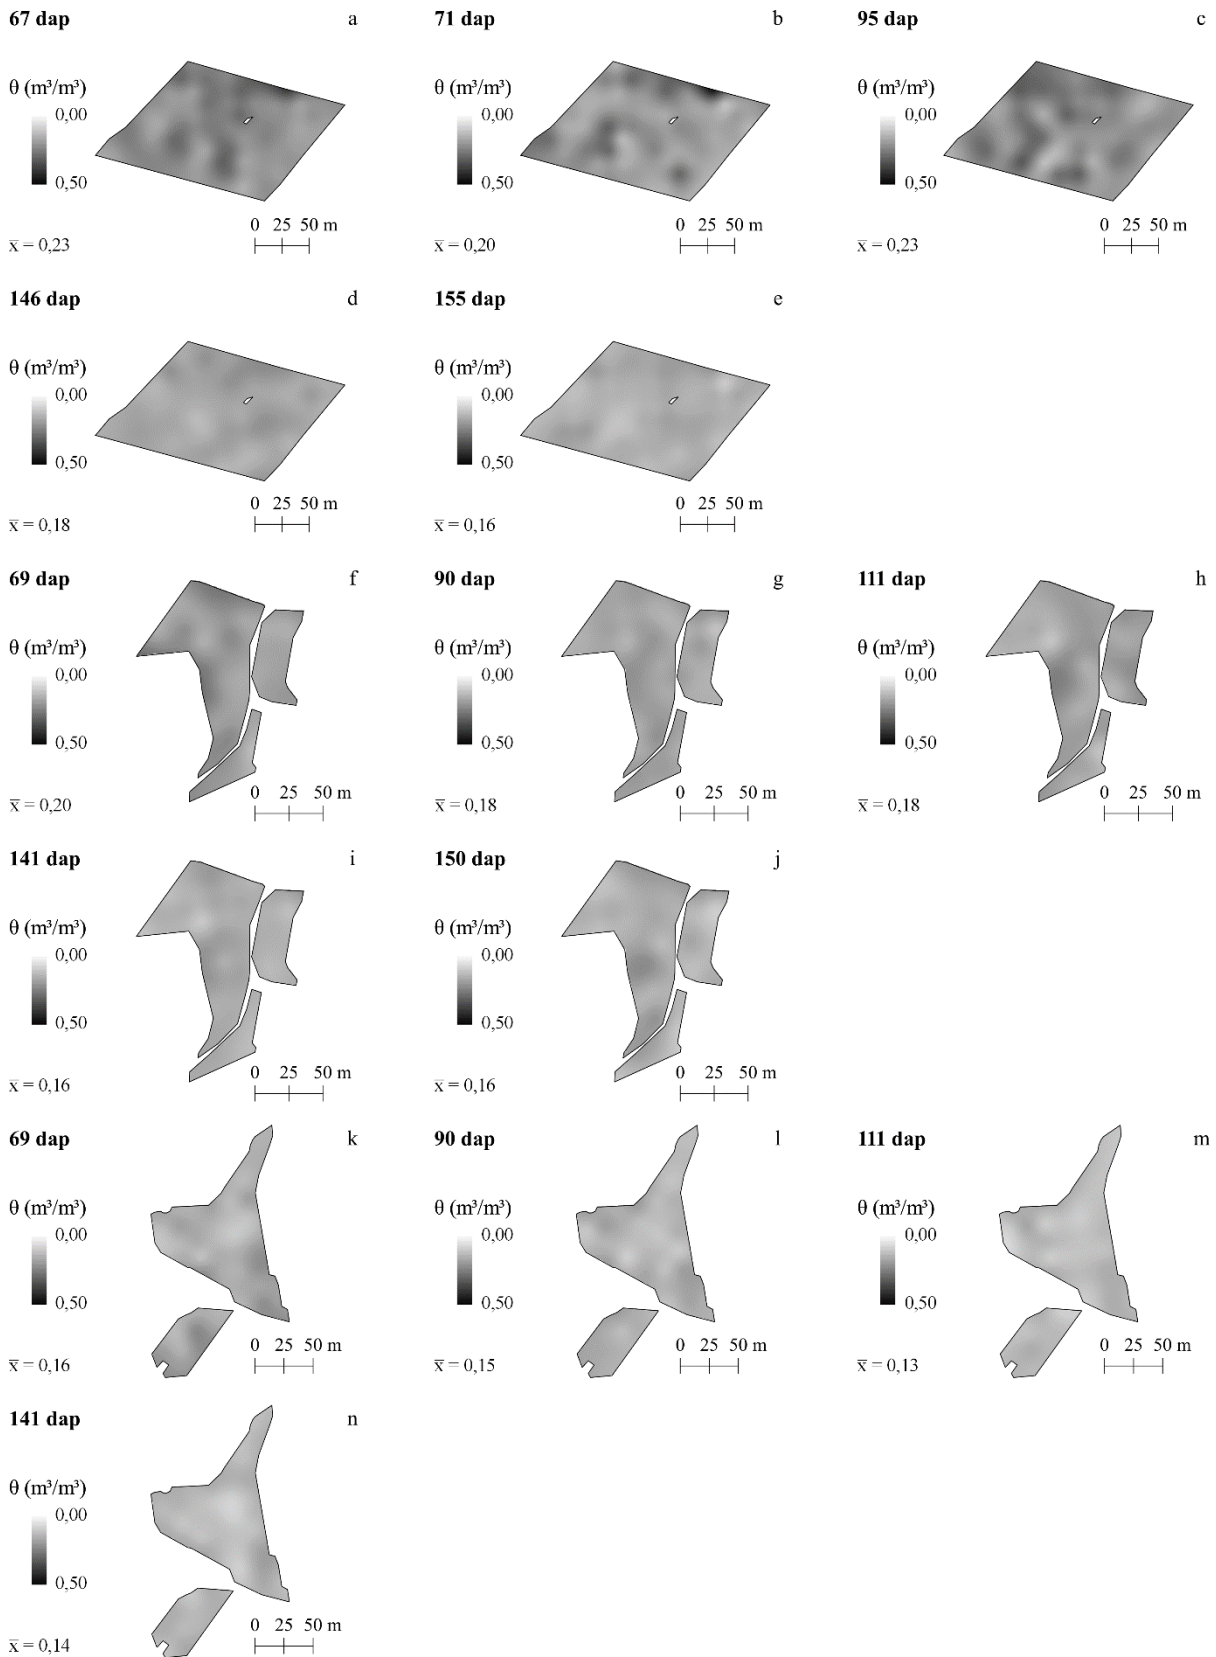 67 dap a 71 dap b 95 dap c
θ (m³/m³) θ (m³/m³) θ (m³/m³)
0,00 0,00 0,00
0,50 0,50 0,50
0 25 50 m 0 25 50 m 0 25 50 m
x̅ = 0,23 x̅ = 0,20 x̅ = 0,23
146 dap d 155 dap e
θ (m³/m³) θ (m³/m³)
0,00 0,00
0,50 0,50
0 25 50 m 0 25 50 m
x̅ = 0,18 x̅ = 0,16
69 dap f 90 dap g 111 dap h
θ (m³/m³) θ (m³/m³) θ (m³/m³)
0,00 0,00 0,00
0,50 0,50 0,50
0 25 50 m 0 25 50 m 0 25 50 m
x̅ = 0,20 x̅ = 0,18 x̅ = 0,18
141 dap i 150 dap j
θ (m³/m³) θ (m³/m³)
0,00 0,00
0,50 0,50
0 25 50 m 0 25 50 m
x̅ = 0,16 x̅ = 0,16
69 dap k 90 dap l 111 dap m
θ (m³/m³) θ (m³/m³) θ (m³/m³)
0,00 0,00 0,00
0,50 0,50 0,50
0 25 50 m 0 25 50 m 0 25 50 m
x̅ = 0,16 x̅ = 0,15 x̅ = 0,13
141 dap n
θ (m³/m³)
0,00
0,50
0 25 50 m
x̅ = 0,14